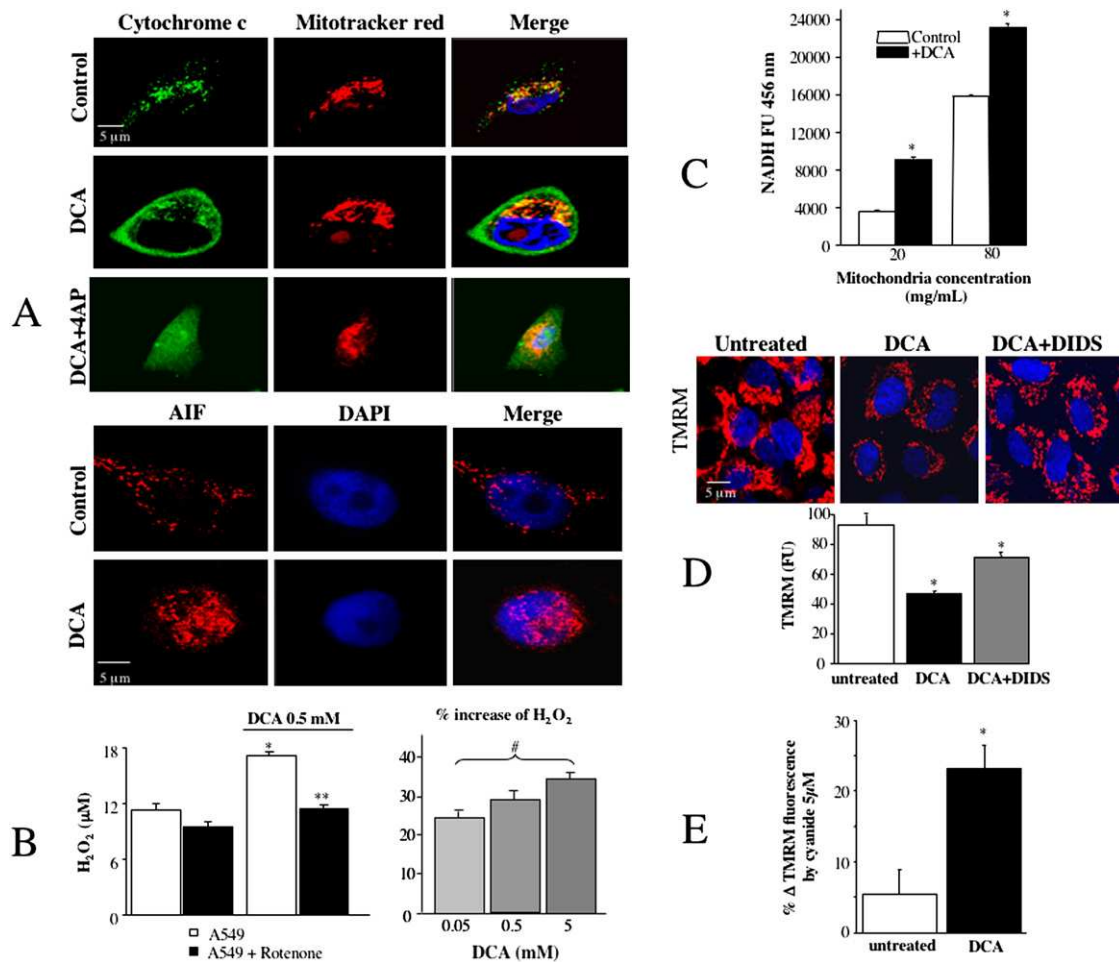 A
Cytochrome c Mitotracker red Merge
Control
5 µm
DCA
DCA+4AP
AIF DAPI Merge
Control
DCA
5 µm
B
DCA 0.5 mM
H₂O₂ (µM)
18
12
6
0
*
**
A549
A549 + Rotenone
% increase of H₂O₂
#
40
30
20
10
0
0.05 0.5 5
DCA (mM)
C
NADH FU 456 nm
24000
20000
16000
12000
8000
4000
0
Control
+DCA
*
*
20 80
Mitochondria concentration
(mg/mL)
D
Untreated DCA DCA+DIDS
TMRM
5 µm
TMRM (FU)
100
80
60
40
20
0
*
*
untreated DCA DCA+DIDS
E
% Δ TMRM fluorescence
by cyanide 5µM
30
20
10
0
*
untreated DCA